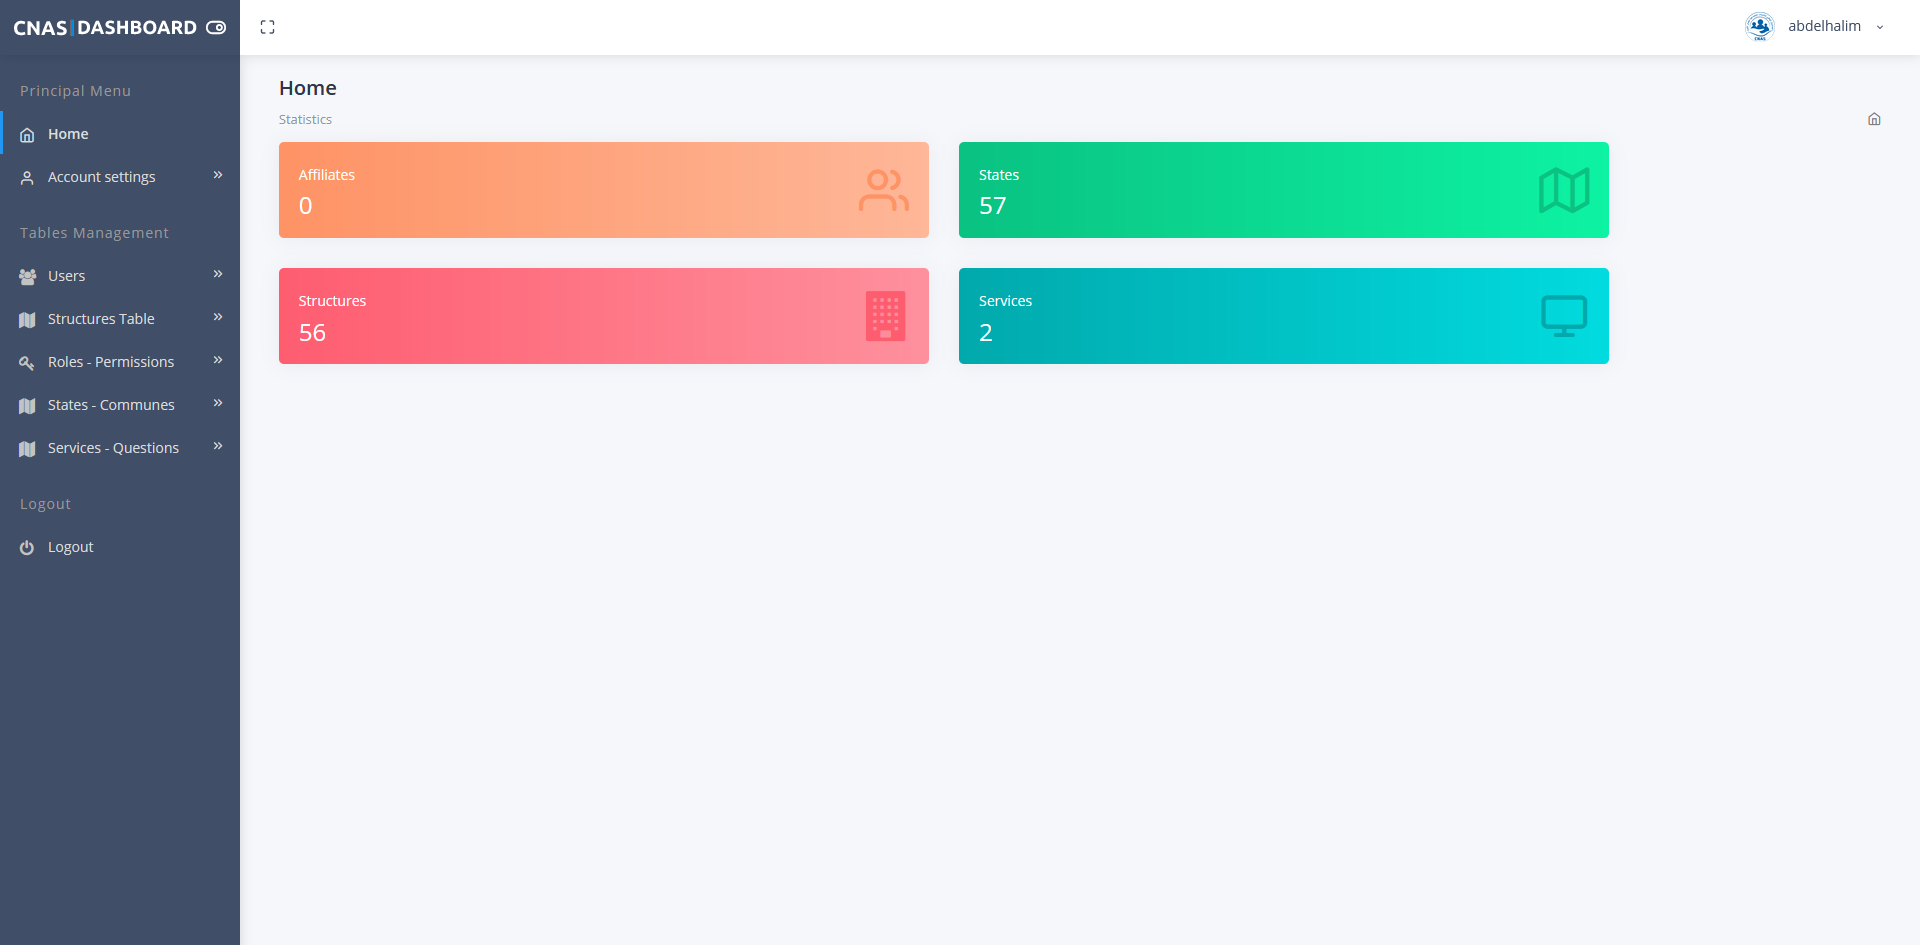 CNAS|DASHBOARD
abdelhalim
Principal Menu
Home
Account settings
Tables Management
Users
Structures Table
Roles - Permissions
States - Communes
Services - Questions
Logout
Logout
Home
Statistics
Affiliates
0
States
57
Structures
56
Services
2